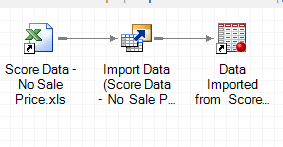 Score Data -
No Sale
Price.xls
Import Data
(Score Data
- No Sale P...
Data
Imported
from Score...